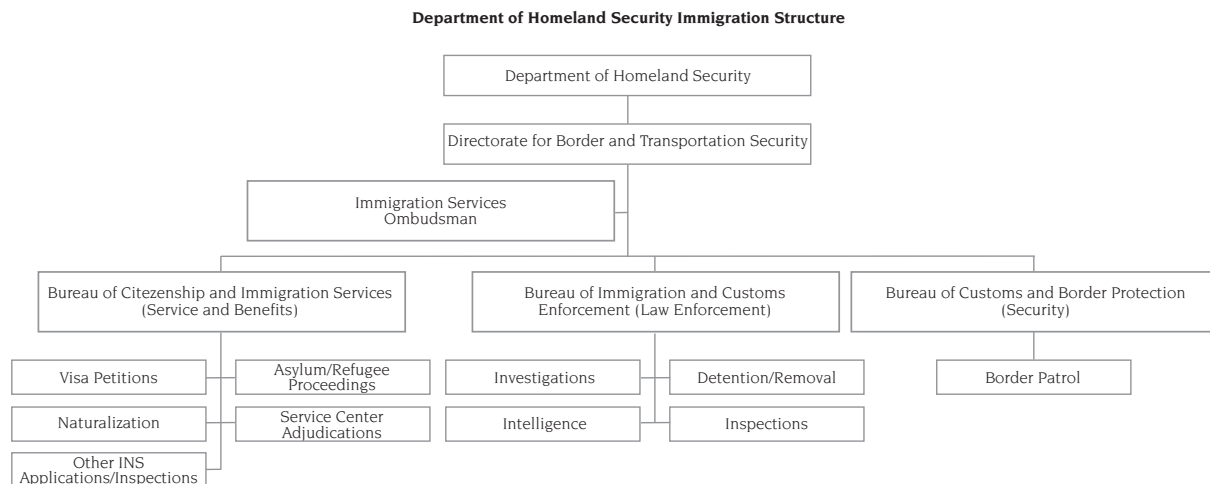 Department of Homeland Security Immigration Structure
Department of Homeland Security
Directorate for Border and Transportation Security
Immigration Services
Ombudsman
Bureau of Citezenship and Immigration Services
(Service and Benefits)
Bureau of Immigration and Customs
Enforcement (Law Enforcement)
Bureau of Customs and Border Protection
(Security)
Visa Petitions
Asylum/Refugee
Proceedings
Naturalization
Service Center
Adjudications
Other INS
Applications/Inspections
Investigations
Detention/Removal
Intelligence
Inspections
Border Patrol